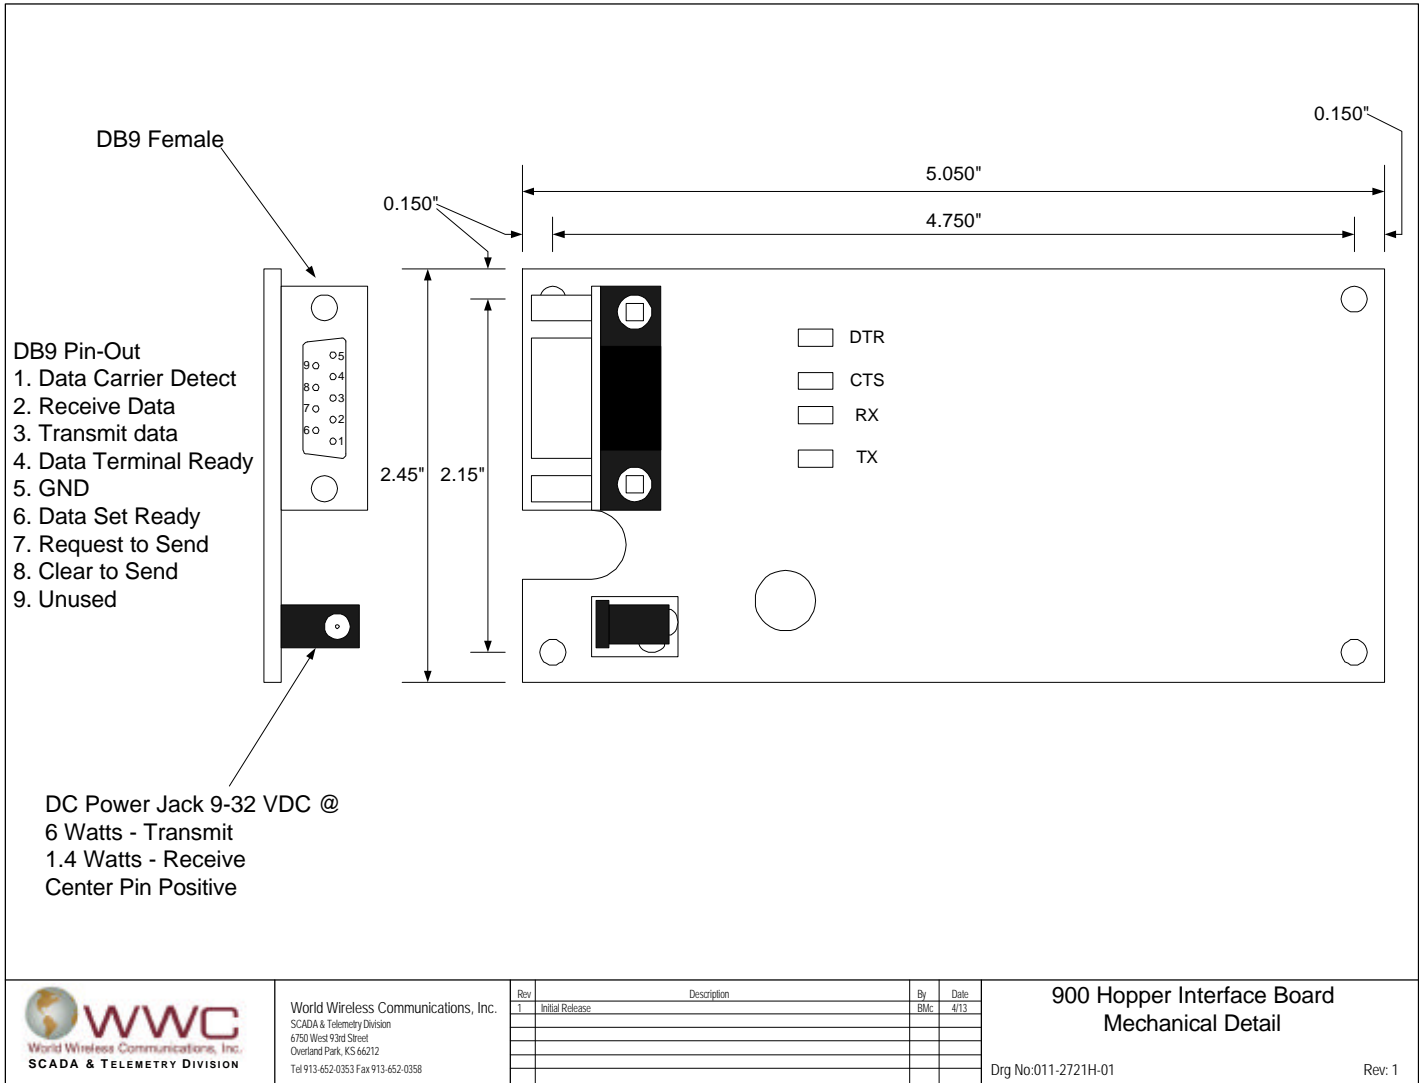 0.150"
DB9 Female
5.050"
0.150"
4.750"
DB9 Pin-Out
1. Data Carrier Detect
2. Receive Data
3. Transmit data
4. Data Terminal Ready
5. GND
6. Data Set Ready
7. Request to Send
8. Clear to Send
9. Unused
5
9
4
8
3
7
2
6
1
2.45"
2.15"
DTR
CTS
RX
TX
DC Power Jack 9-32 VDC @
6 Watts - Transmit
1.4 Watts - Receive
Center Pin Positive
WWC
World Wireless Communications, Inc.
SCADA & TELEMETRY DIVISION
World Wireless Communications, Inc.
SCADA & Telemetry Division
6750 West 93rd Street
Overland Park, KS 66212
Tel 913-652-0353 Fax 913-652-0358
Rev Description By Date
1 Initial Release BMc 4/13
900 Hopper Interface Board
Mechanical Detail
Drg No:011-2721H-01 Rev: 1